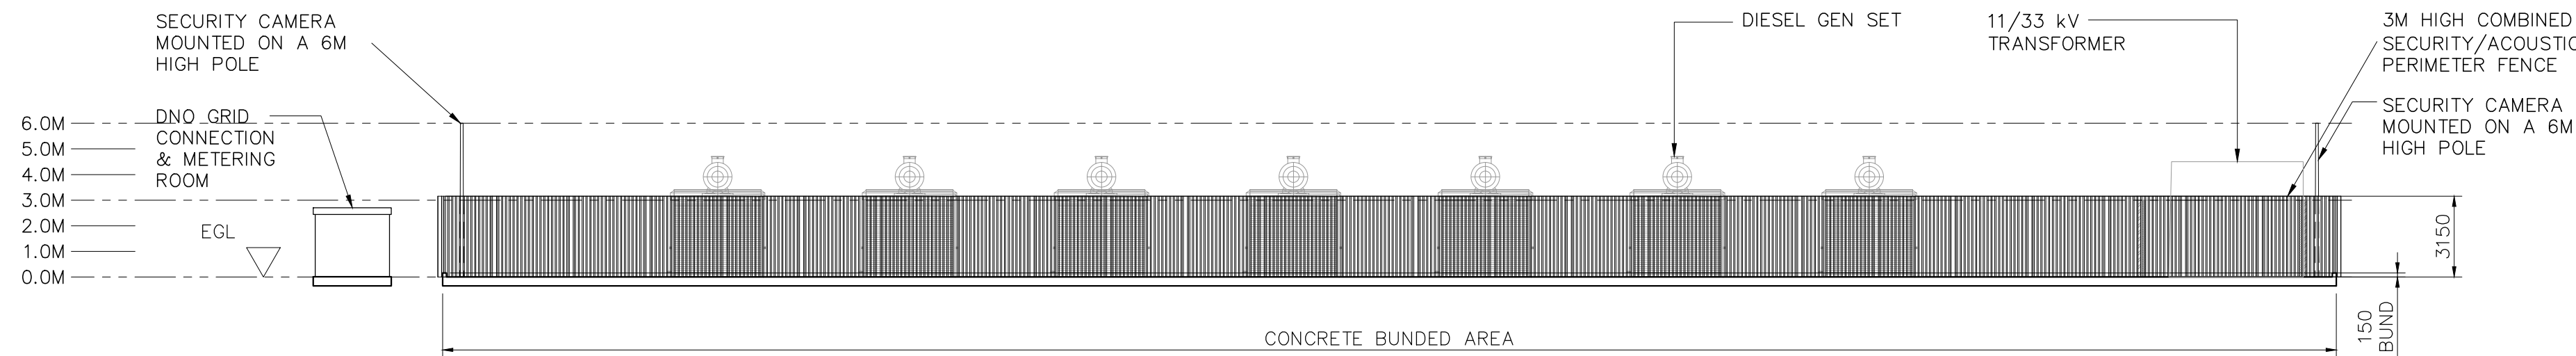 SECURITY CAMERA
MOUNTED ON A 6M
HIGH POLE
DNO GRID
CONNECTION
& METERING
ROOM
EGL
6.0M
5.0M
4.0M
3.0M
2.0M
1.0M
0.0M
DIESEL GEN SET
11/33 kV
TRANSFORMER
3M HIGH COMBINED
SECURITY/ACOUSTIC
PERIMETER FENCE
SECURITY CAMERA
MOUNTED ON A 6M
HIGH POLE
3150
150
BUND
CONCRETE BUNDED AREA